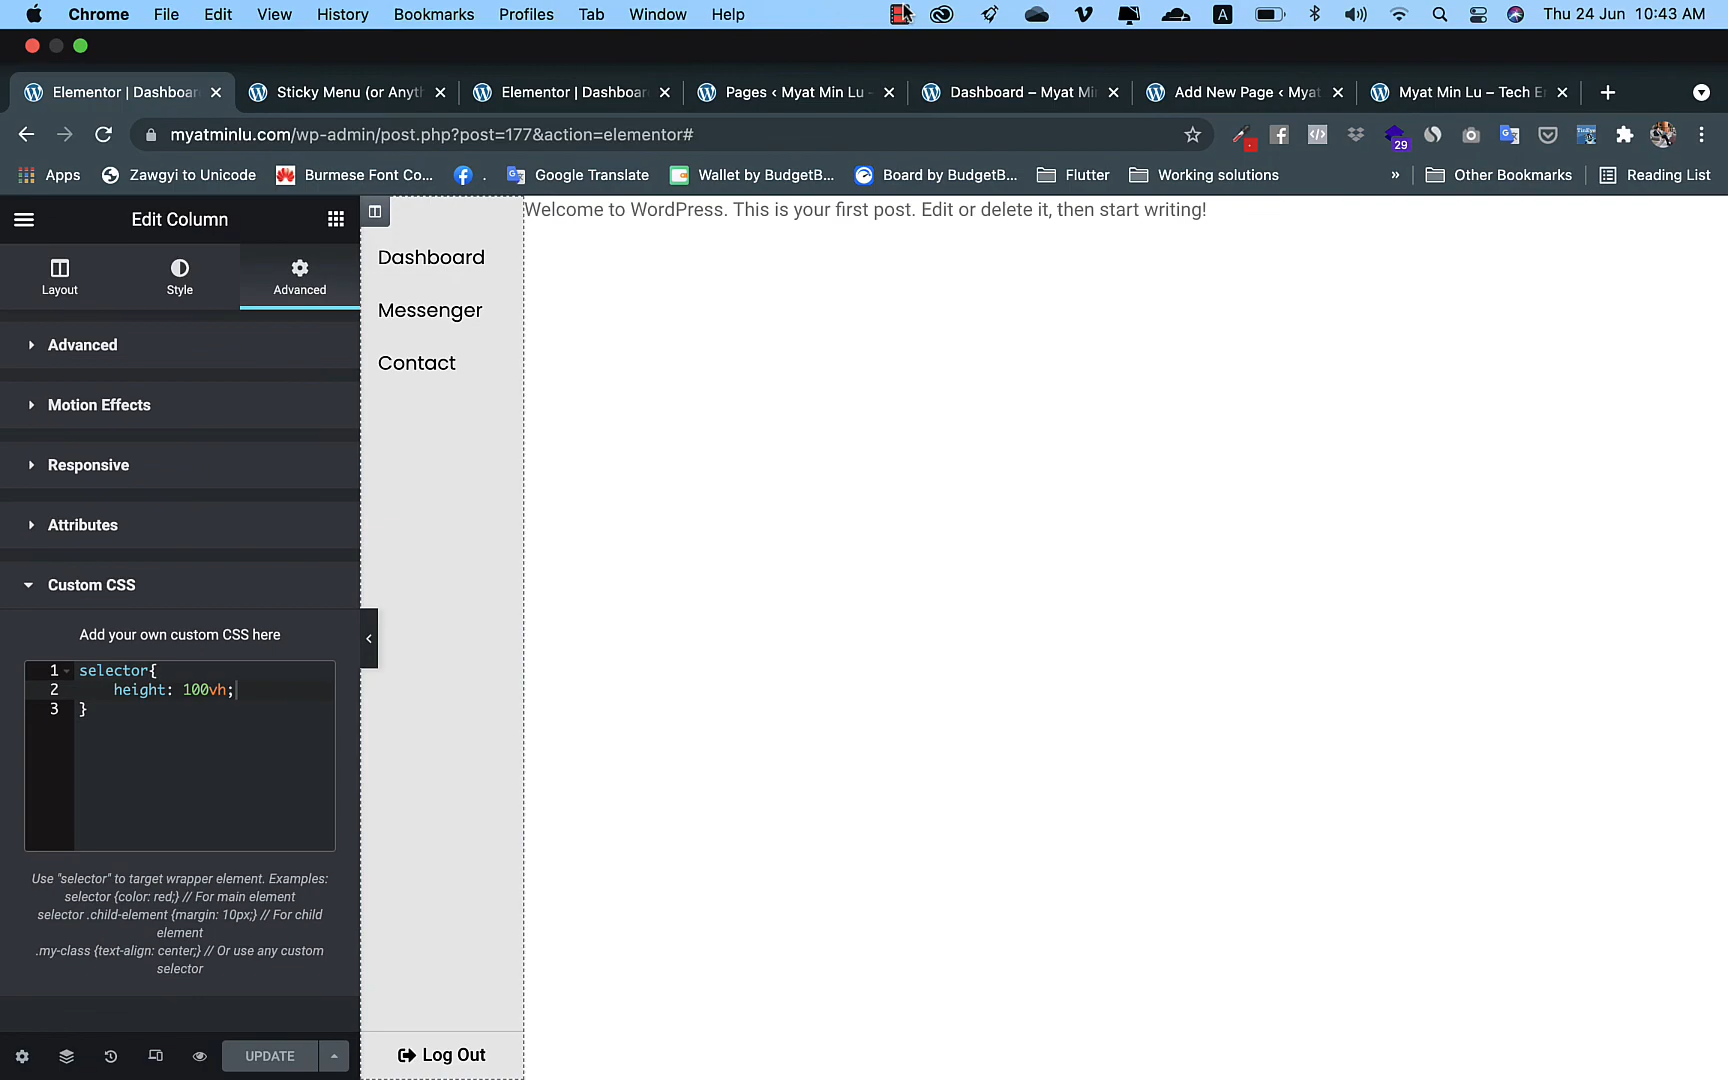 Chrome File Edit View History Bookmarks Profiles Tab Window Help A Thu 24 Jun 10:43 AM
Elementor | Dashboar Sticky Menu (or Anyth Elementor | Dashboar Pages ‹ Myat Min Lu – Dashboard – Myat Mi Add New Page ‹ Myat Myat Min Lu – Tech E
myatminlu.com/wp-admin/post.php?post=177&action=elementor# 29
Apps Zawgyi to Unicode Burmese Font Co... . Google Translate Wallet by BudgetB... Board by BudgetB... Flutter Working solutions » Other Bookmarks Reading List
Edit Column
Layout Style Advanced
Advanced
Motion Effects
Responsive
Attributes
Custom CSS
Add your own custom CSS here
1 selector{
2 height: 100vh;
3 }
Use "selector" to target wrapper element. Examples:
selector {color: red;} // For main element
selector .child-element {margin: 10px;} // For child
element
.my-class {text-align: center;} // Or use any custom
selector
UPDATE
Welcome to WordPress. This is your first post. Edit or delete it, then start writing!
Dashboard
Messenger
Contact
Log Out